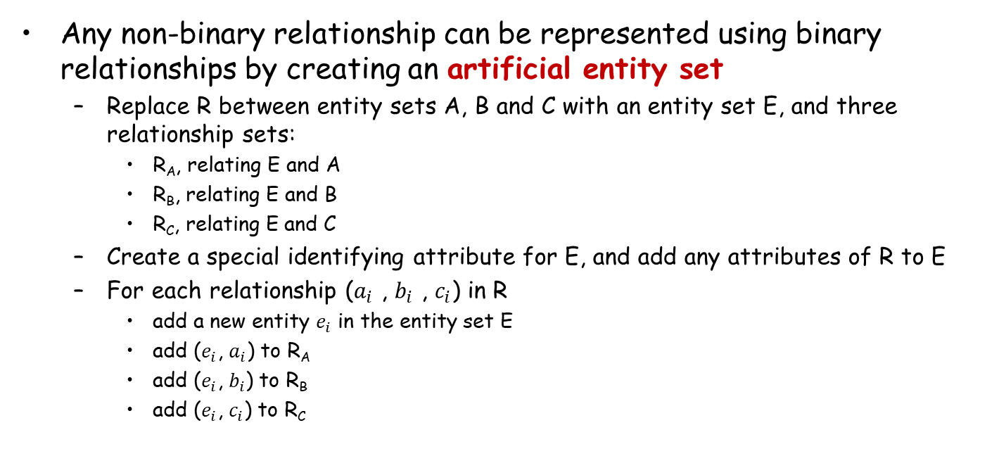 • Any non-binary relationship can be represented using binary
relationships by creating an artificial entity set
– Replace R between entity sets A, B and C with an entity set E, and three
relationship sets:
• R_A, relating E and A
• R_B, relating E and B
• R_C, relating E and C
– Create a special identifying attribute for E, and add any attributes of R to E
– For each relationship (a_i , b_i , c_i) in R
• add a new entity e_i in the entity set E
• add (e_i, a_i) to R_A
• add (e_i, b_i) to R_B
• add (e_i, c_i) to R_C